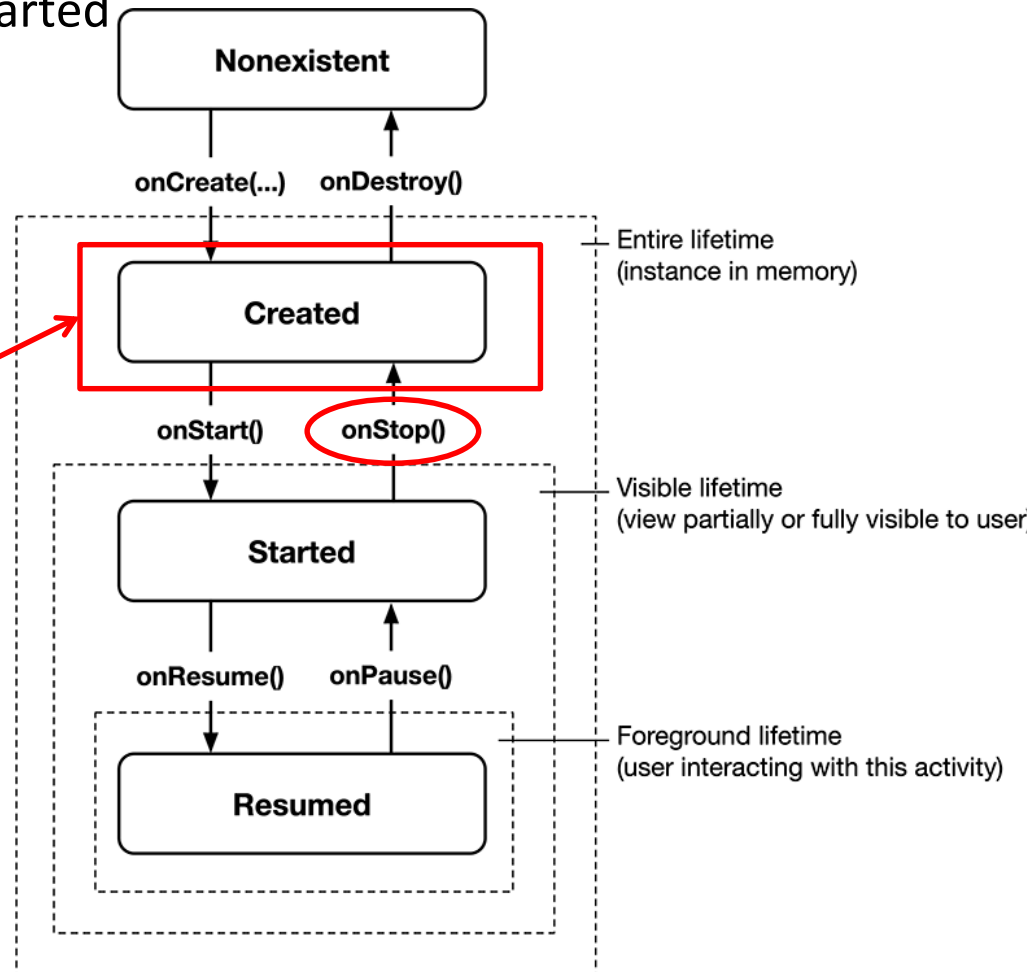 Nonexistent
onCreate(...) onDestroy()
Entire lifetime
(instance in memory)
Created
onStart() onStop()
Visible lifetime
(view partially or fully visible to user)
Started
onResume() onPause()
Foreground lifetime
(user interacting with this activity)
Resumed